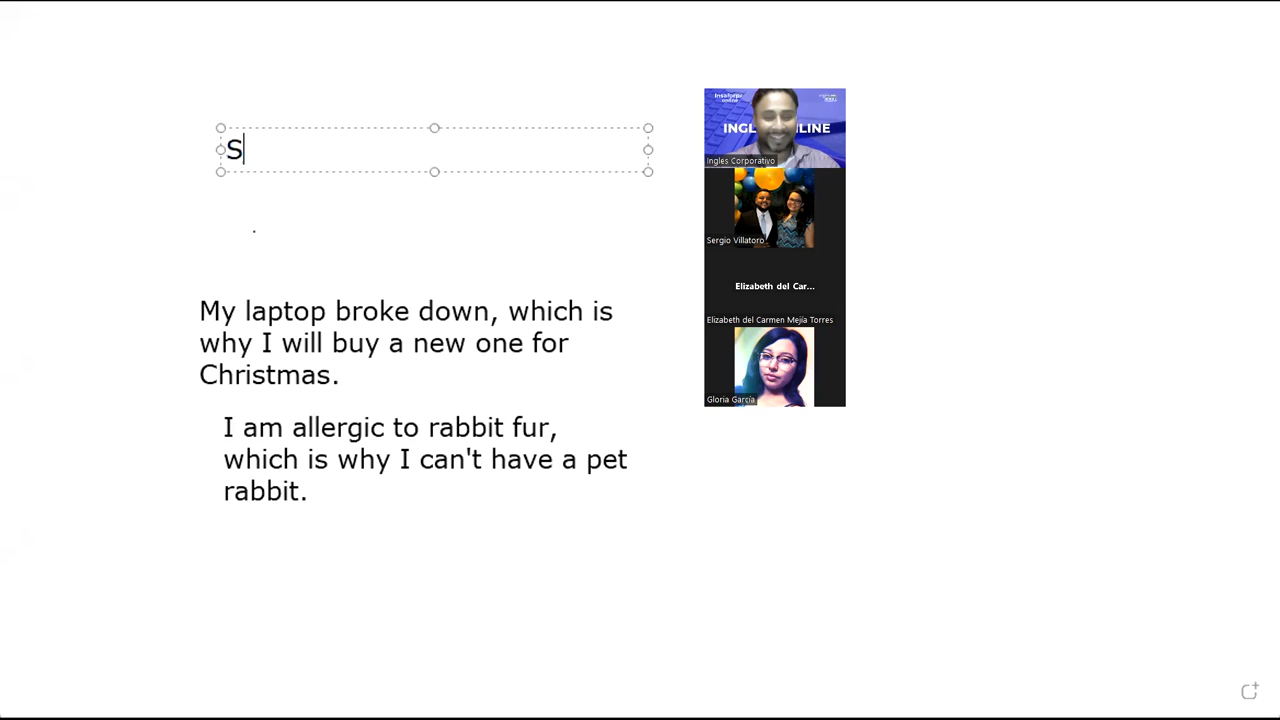 S
.
My laptop broke down, which is
why I will buy a new one for
Christmas.
I am allergic to rabbit fur,
which is why I can't have a pet
rabbit.
Ingles Corporativo
Sergio Villatoro
Elizabeth del Car...
Elizabeth del Carmen Mejía Torres
Gloria García